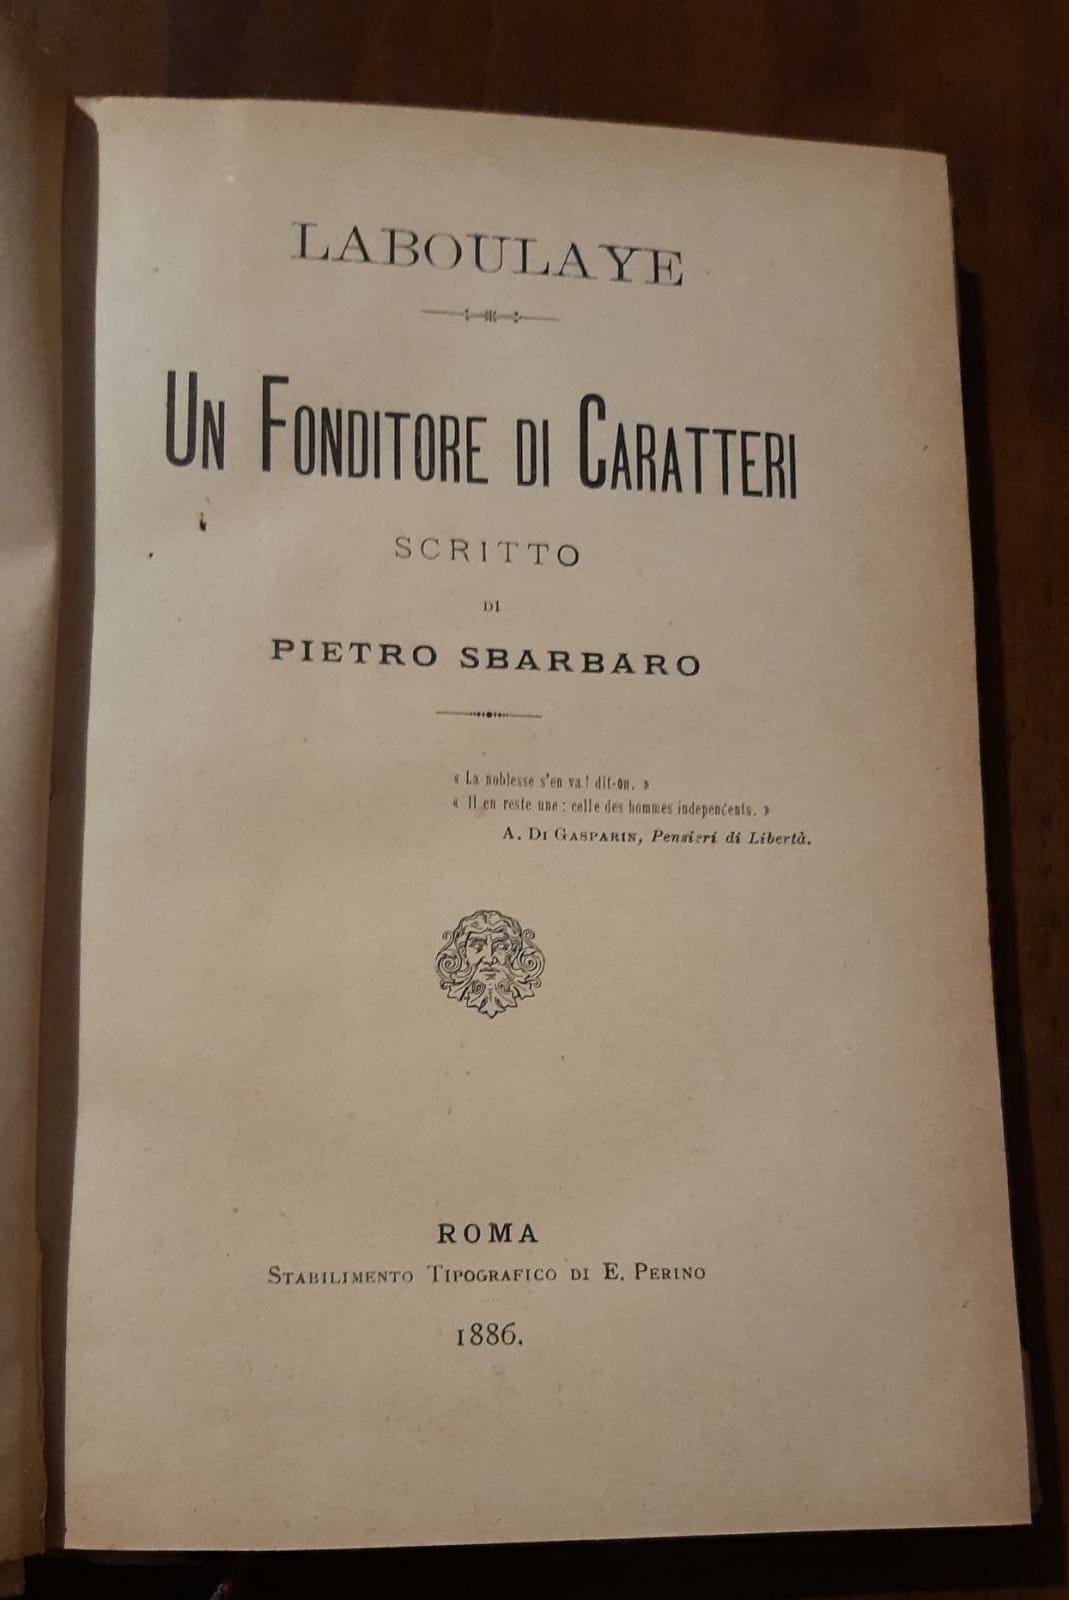 LABOULAYE
UN FONDITORE DI CARATTERI
SCRITTO
DI
PIETRO SBARBARO
« La noblesse s'en va! dit-on. »
« Il en reste une: celle des hommes indépendents. »
A. DI GASPARIN, Pensieri di Libertà.
ROMA
STABILIMENTO TIPOGRAFICO DI E. PERINO
1886.